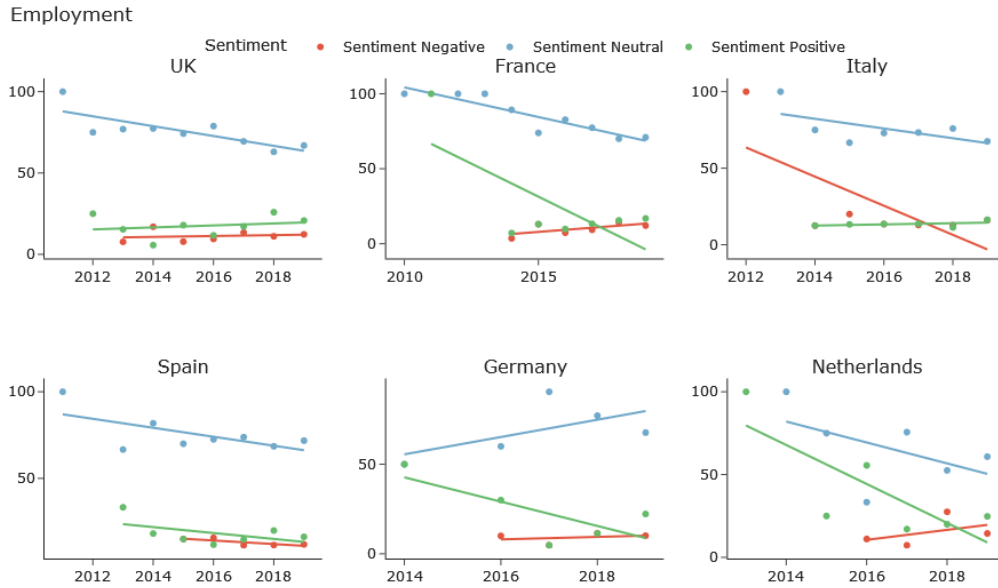 Employment
Sentiment Sentiment Negative Sentiment Neutral Sentiment Positive
UK France Italy
100 100 100
50 50 50
0 0 0
2012 2014 2016 2018 2010 2015 2012 2014 2016 2018
Spain Germany Netherlands
100 100 100
50 50 50
0 0
2012 2014 2016 2018 2014 2016 2018 2014 2016 2018